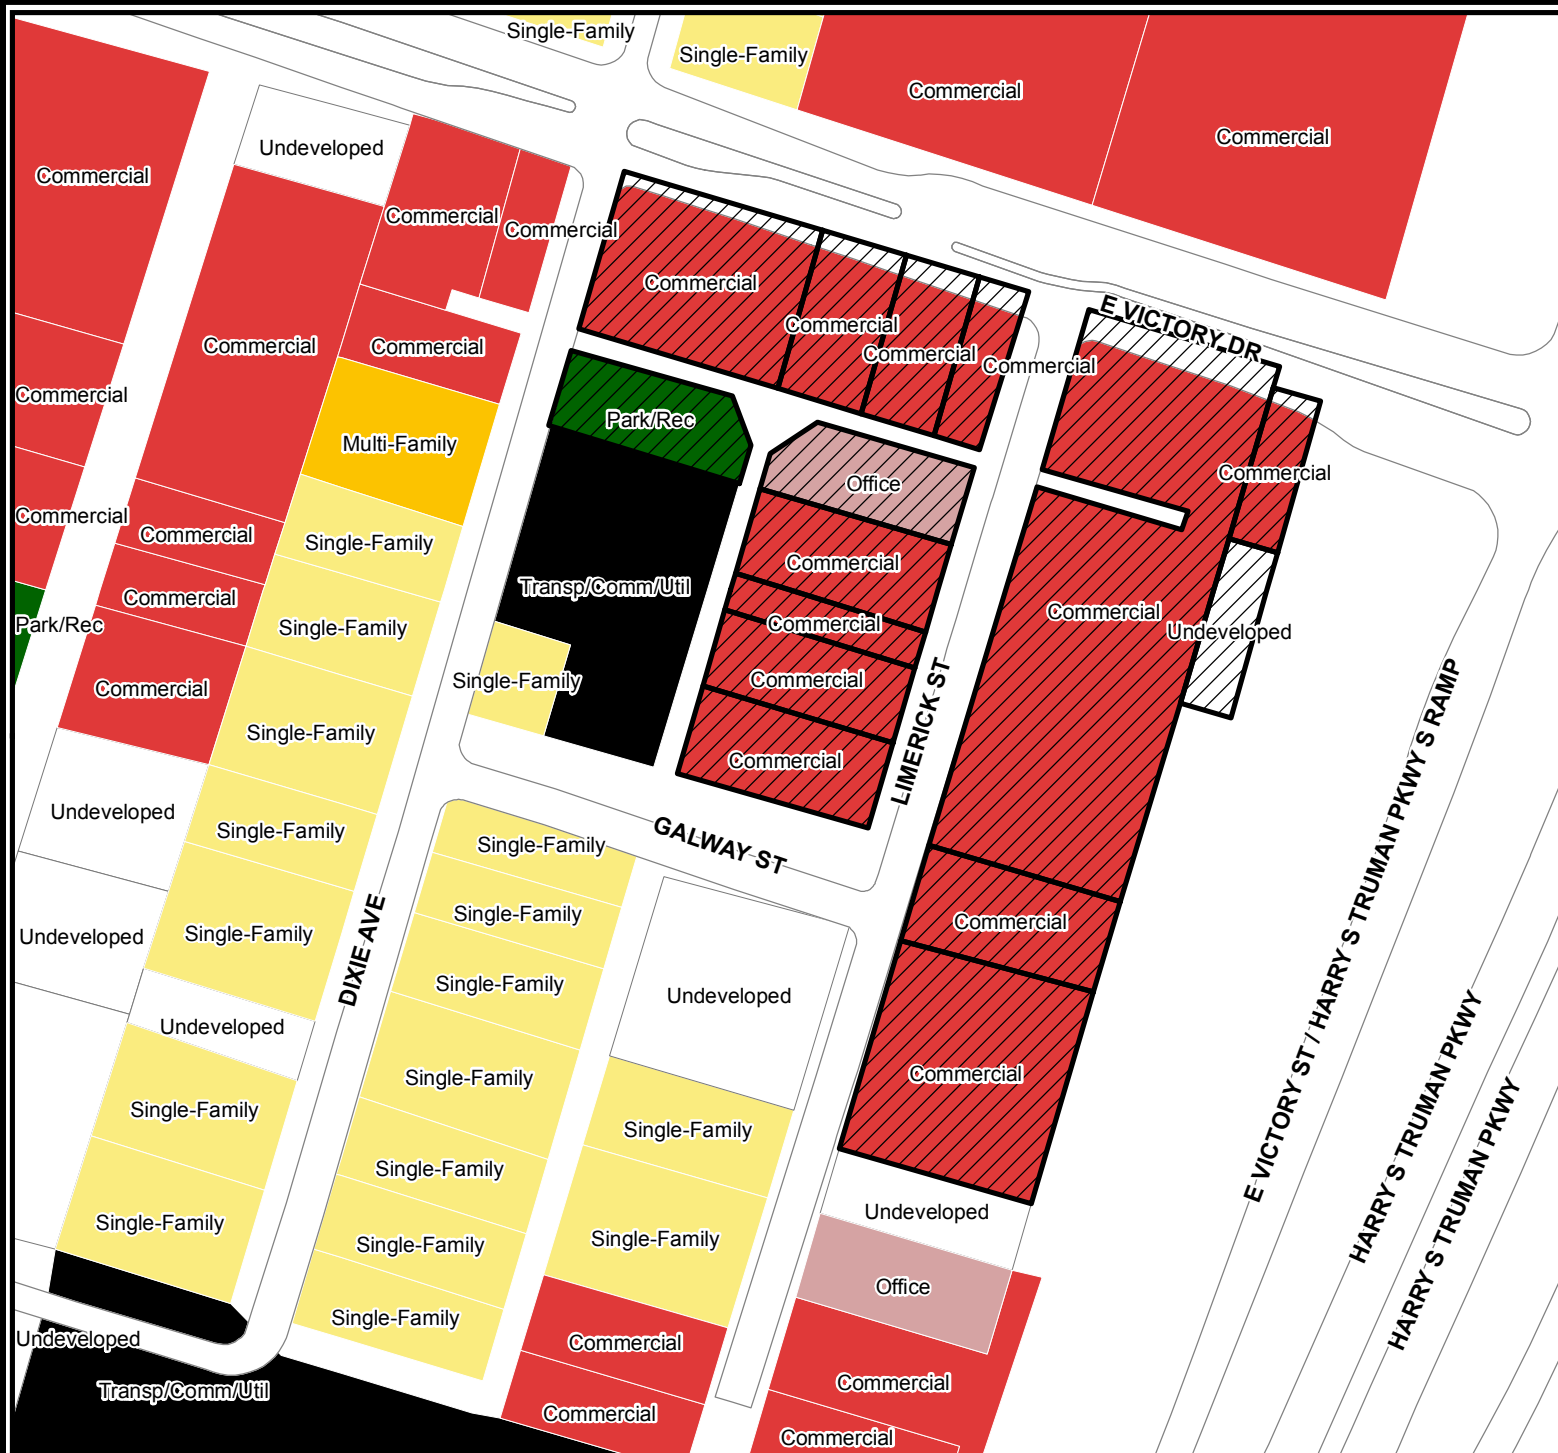 Single-Family
Single-Family
Commercial
Commercial
Undeveloped
Commercial
Commercial
Commercial
Commercial
E VICTORY DR
Commercial
Commercial
Commercial
Commercial
Commercial
Commercial
Commercial
Park/Rec
Multi-Family
Commercial
Office
Commercial
Commercial
Single-Family
Commercial
Transp/Comm/Util
Commercial
Commercial
Park/Rec
Single-Family
Commercial
Undeveloped
Commercial
Single-Family
Commercial
LIMERICK ST
Single-Family
Commercial
Undeveloped
Single-Family
GALWAY ST
Single-Family
Single-Family
Commercial
Undeveloped
Single-Family
DIXIE AVE
E VICTORY ST / HARRY S TRUMAN PKWY S RAMP
Single-Family
Undeveloped
Undeveloped
Single-Family
Commercial
Single-Family
Single-Family
HARRY S TRUMAN PKWY
Single-Family
Single-Family
Undeveloped
HARRY S TRUMAN PKWY
Single-Family
Single-Family
Office
Single-Family
Undeveloped
Commercial
Commercial
Transp/Comm/Util
Commercial
Commercial